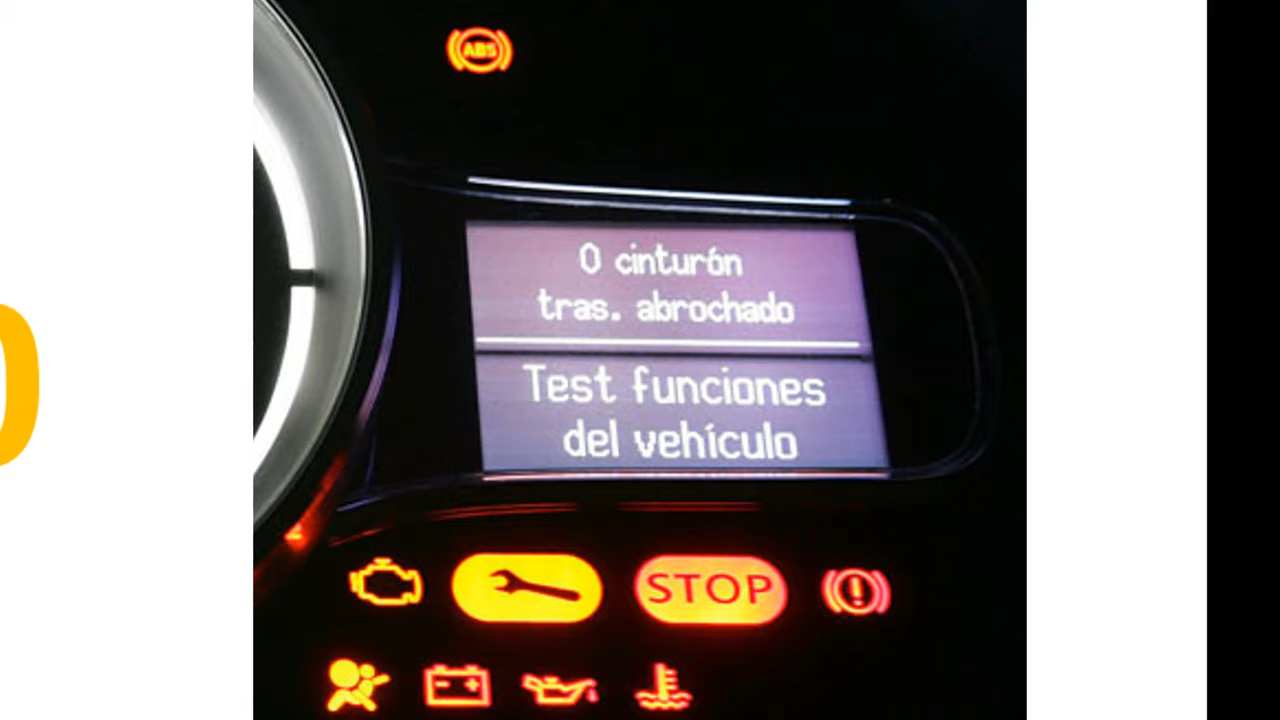 ABS
0 cinturón
tras. abrochado
Test funciones
del vehículo
STOP